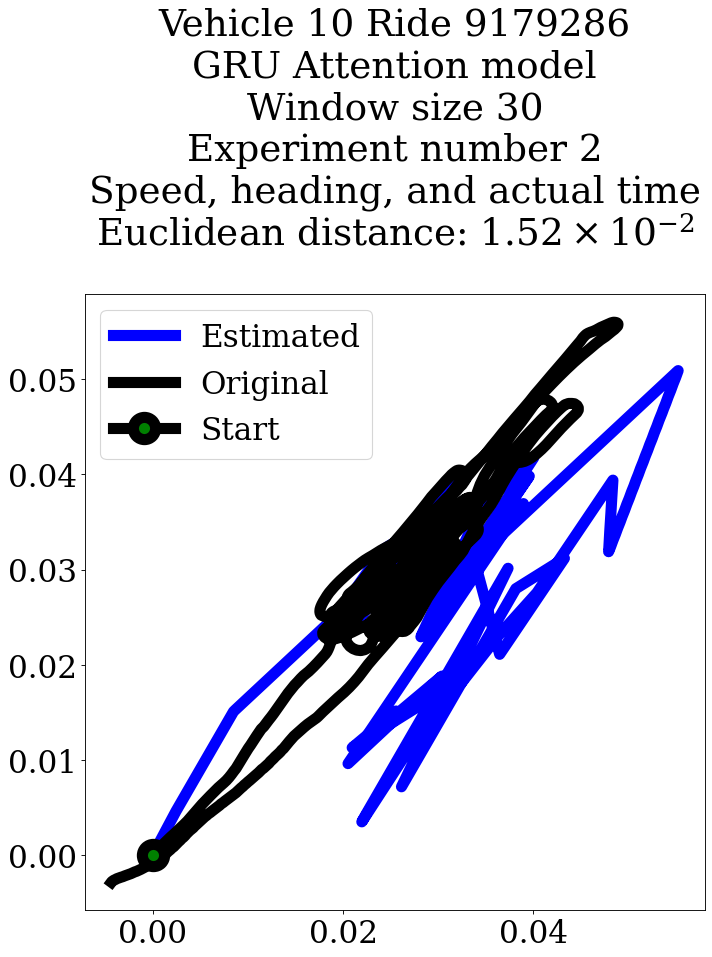 Vehicle 10 Ride 9179286
GRU Attention model
Window size 30
Experiment number 2
Speed, heading, and actual time
Euclidean distance: 1.52 × 10⁻²
Estimated
Original
Start
0.05
0.04
0.03
0.02
0.01
0.00
0.00 0.02 0.04